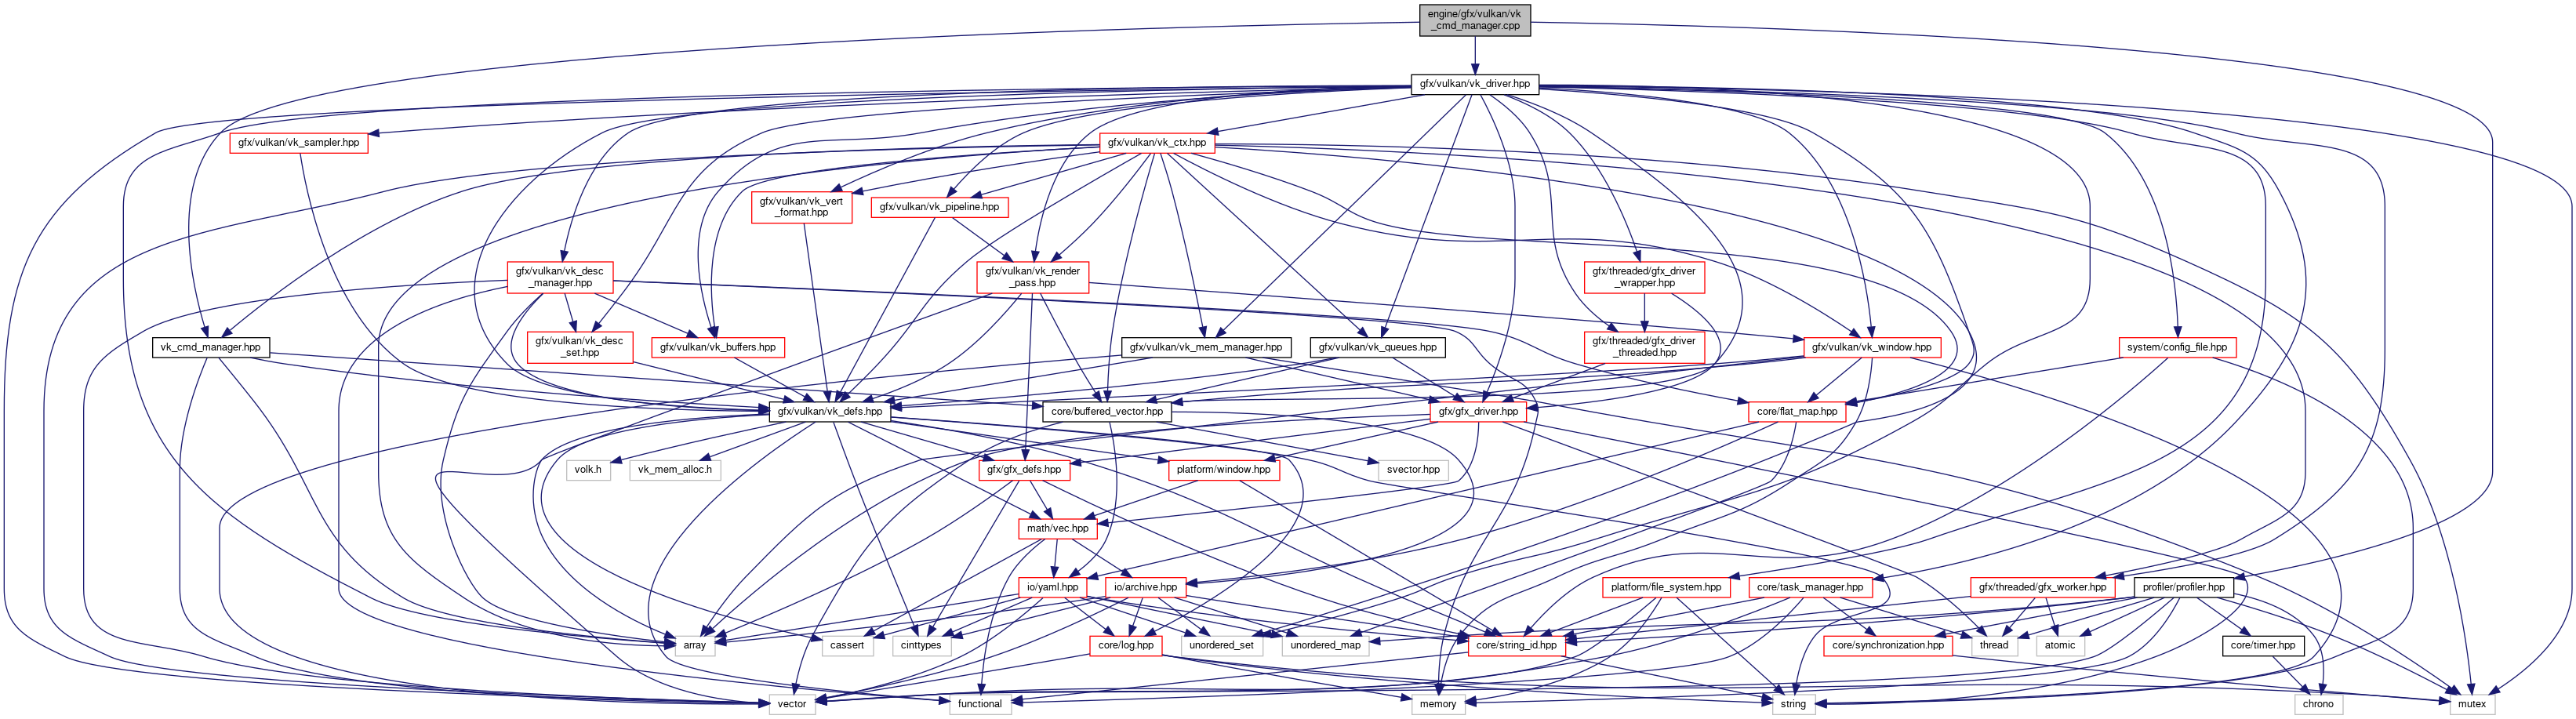 engine/gfx/vulkan/vk
_cmd_manager.cpp
gfx/vulkan/vk_driver.hpp
gfx/vulkan/vk_sampler.hpp
gfx/vulkan/vk_ctx.hpp
gfx/vulkan/vk_vert
_format.hpp
gfx/vulkan/vk_pipeline.hpp
gfx/vulkan/vk_desc
_manager.hpp
gfx/vulkan/vk_render
_pass.hpp
gfx/threaded/gfx_driver
_wrapper.hpp
vk_cmd_manager.hpp
gfx/vulkan/vk_desc
_set.hpp
gfx/vulkan/vk_buffers.hpp
gfx/vulkan/vk_mem_manager.hpp
gfx/vulkan/vk_queues.hpp
gfx/threaded/gfx_driver
_threaded.hpp
gfx/vulkan/vk_window.hpp
system/config_file.hpp
gfx/vulkan/vk_defs.hpp
core/buffered_vector.hpp
gfx/gfx_driver.hpp
core/flat_map.hpp
volk.h
vk_mem_alloc.h
gfx/gfx_defs.hpp
platform/window.hpp
svector.hpp
math/vec.hpp
io/yaml.hpp
io/archive.hpp
platform/file_system.hpp
core/task_manager.hpp
gfx/threaded/gfx_worker.hpp
profiler/profiler.hpp
array
cassert
cinttypes
core/log.hpp
unordered_set
unordered_map
core/string_id.hpp
core/synchronization.hpp
thread
atomic
core/timer.hpp
vector
functional
memory
string
chrono
mutex